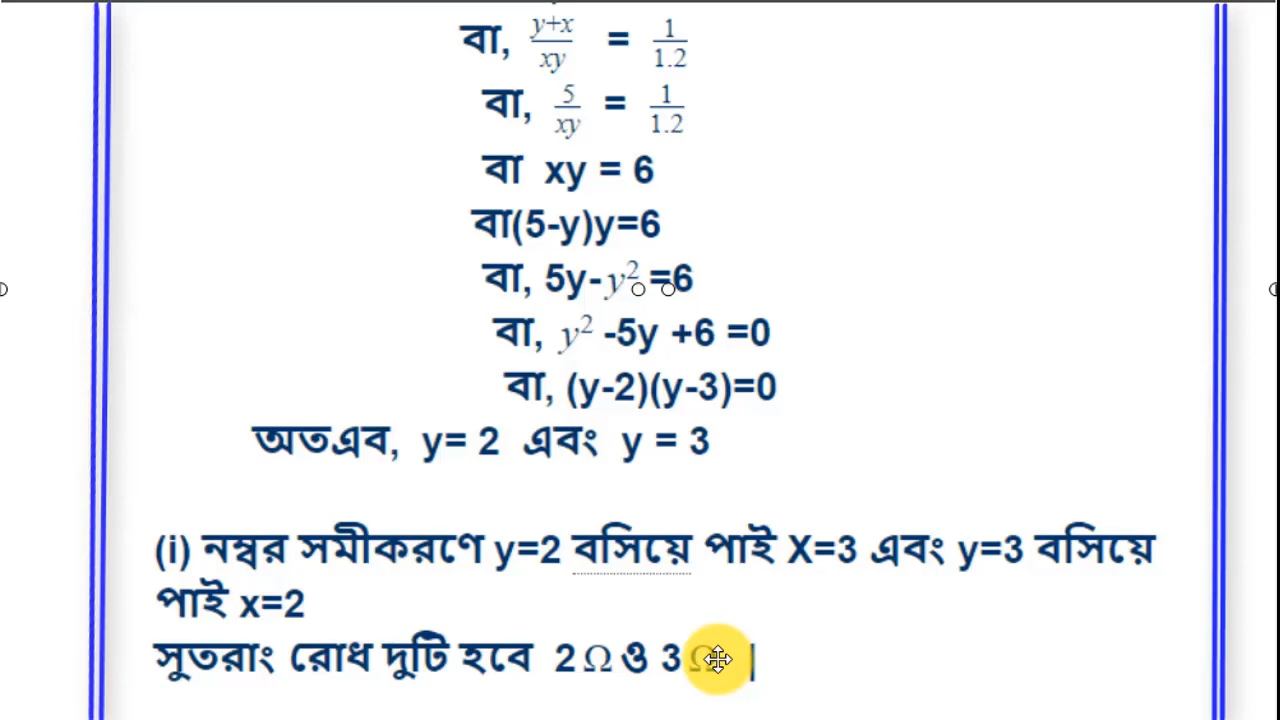 বা, y+x/xy = 1/1.2
বা, 5/xy = 1/1.2
বা xy = 6
বা(5-y)y=6
বা, 5y-y² =6
বা, y² -5y +6 =0
বা, (y-2)(y-3)=0
অতএব, y= 2 এবং y = 3
(i) নম্বর সমীকরণে y=2 বসিয়ে পাই X=3 এবং y=3 বসিয়ে
পাই x=2
সুতরাং রোধ দুটি হবে 2 Ω ও 3 Ω |